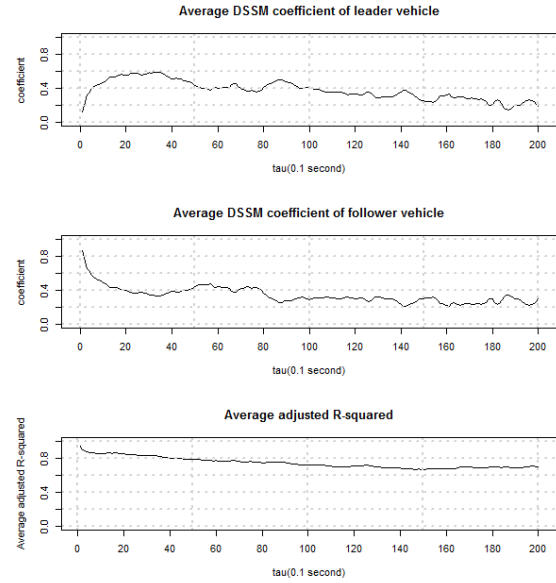 Average DSSM coefficient of leader vehicle
coefficient
0.0 0.4 0.8
0 20 40 60 80 100 120 140 160 180 200
tau(0.1 second)
Average DSSM coefficient of follower vehicle
coefficient
0.0 0.4 0.8
0 20 40 60 80 100 120 140 160 180 200
tau(0.1 second)
Average adjusted R-squared
Average adjusted R-squared
0.0 0.4 0.8
0 20 40 60 80 100 120 140 160 180 200
tau(0.1 second)